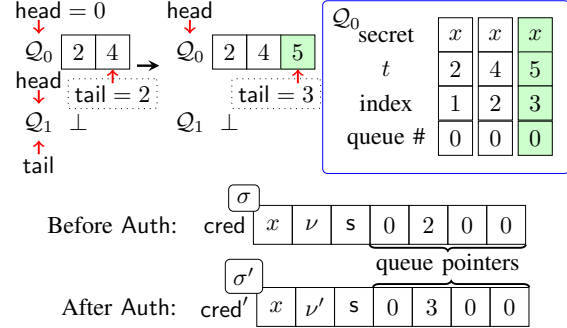 head = 0
head
Q₀ 2 4
Q₀ 2 4 5
tail = 2
tail = 3
head
Q₁ ⊥
Q₁ ⊥
tail
Q₀
secret x x x
t 2 4 5
index 1 2 3
queue # 0 0 0
σ
Before Auth: cred x ν s 0 2 0 0
queue pointers
σ′
After Auth: cred′ x ν′ s 0 3 0 0